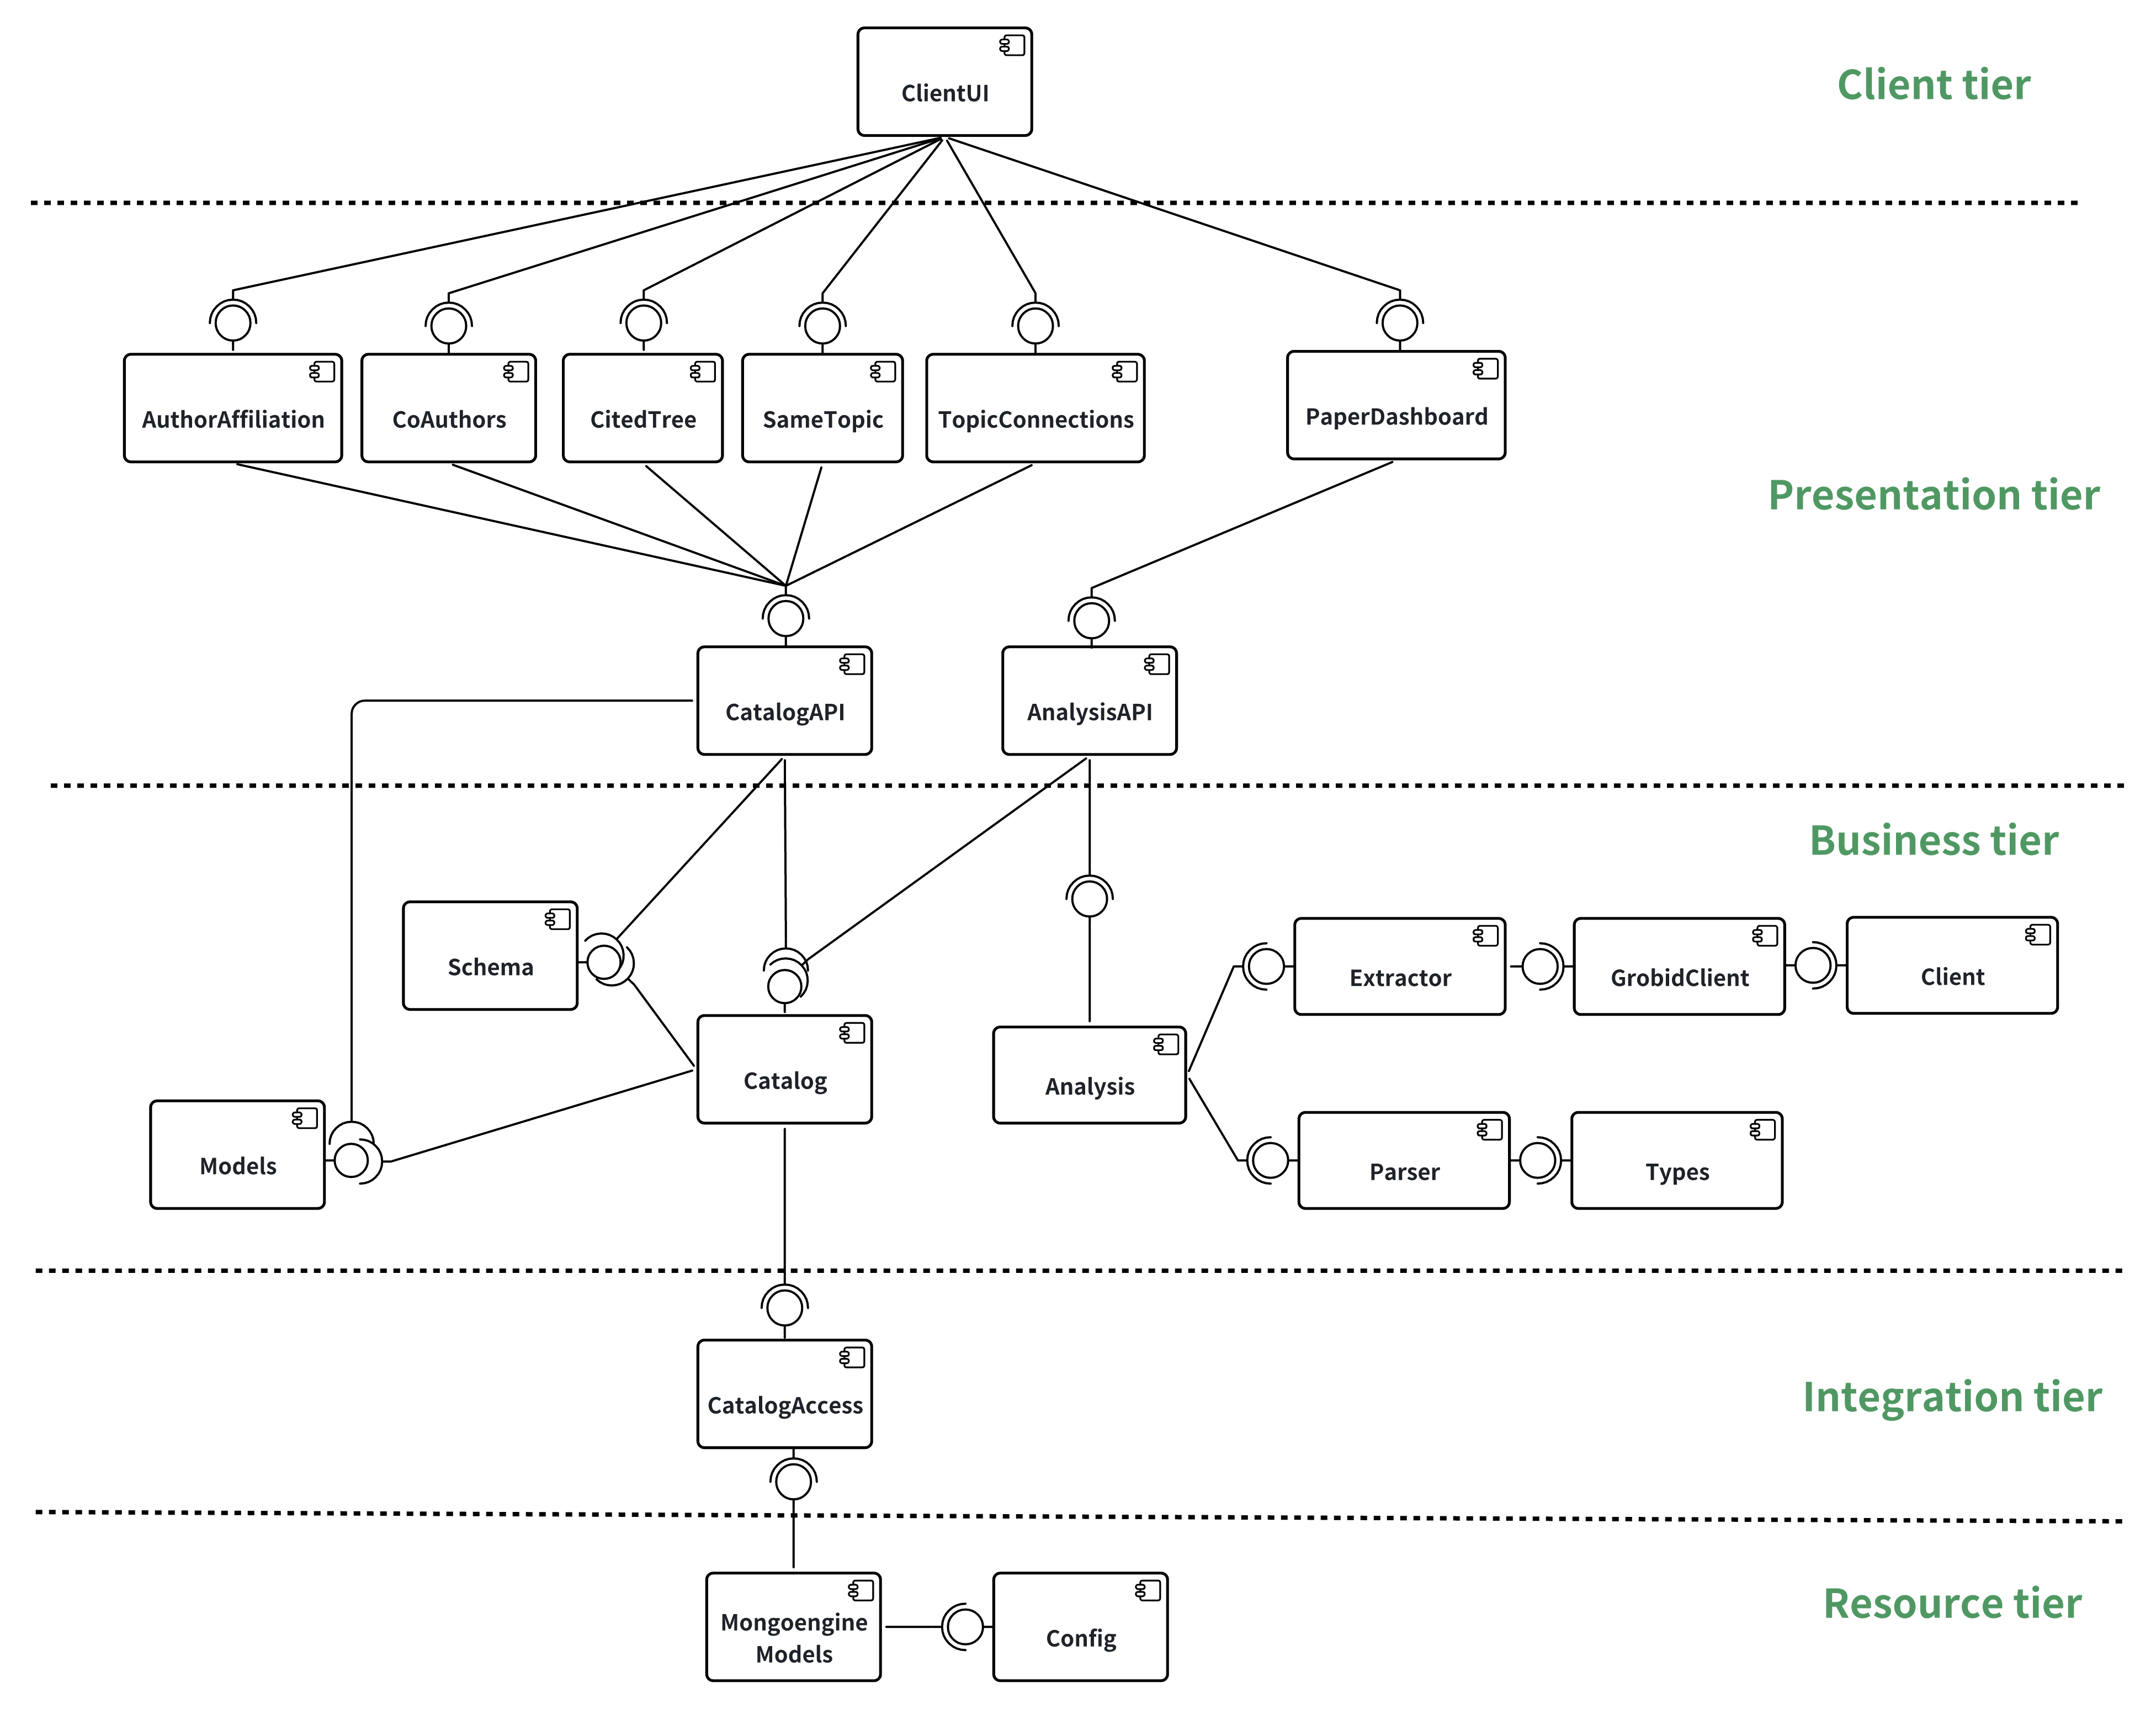 ClientUI
Client tier
AuthorAffiliation
CoAuthors
CitedTree
SameTopic
TopicConnections
PaperDashboard
Presentation tier
CatalogAPI
AnalysisAPI
Business tier
Schema
Extractor
GrobidClient
Client
Catalog
Analysis
Models
Parser
Types
CatalogAccess
Integration tier
Mongoengine
Models
Config
Resource tier